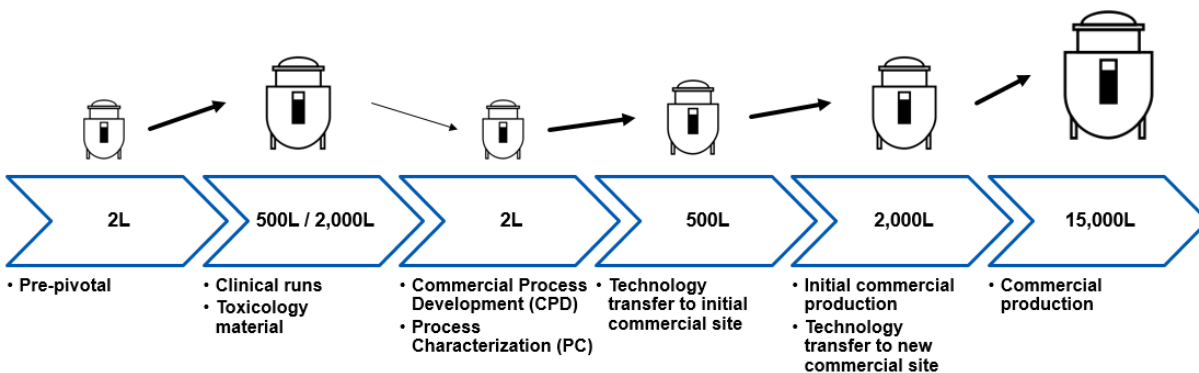 2L
500L / 2,000L
2L
500L
2,000L
15,000L
• Pre-pivotal
• Clinical runs
• Toxicology
material
• Commercial Process
Development (CPD)
• Process
Characterization (PC)
• Technology
transfer to initial
commercial site
• Initial commercial
production
• Technology
transfer to new
commercial site
• Commercial
production